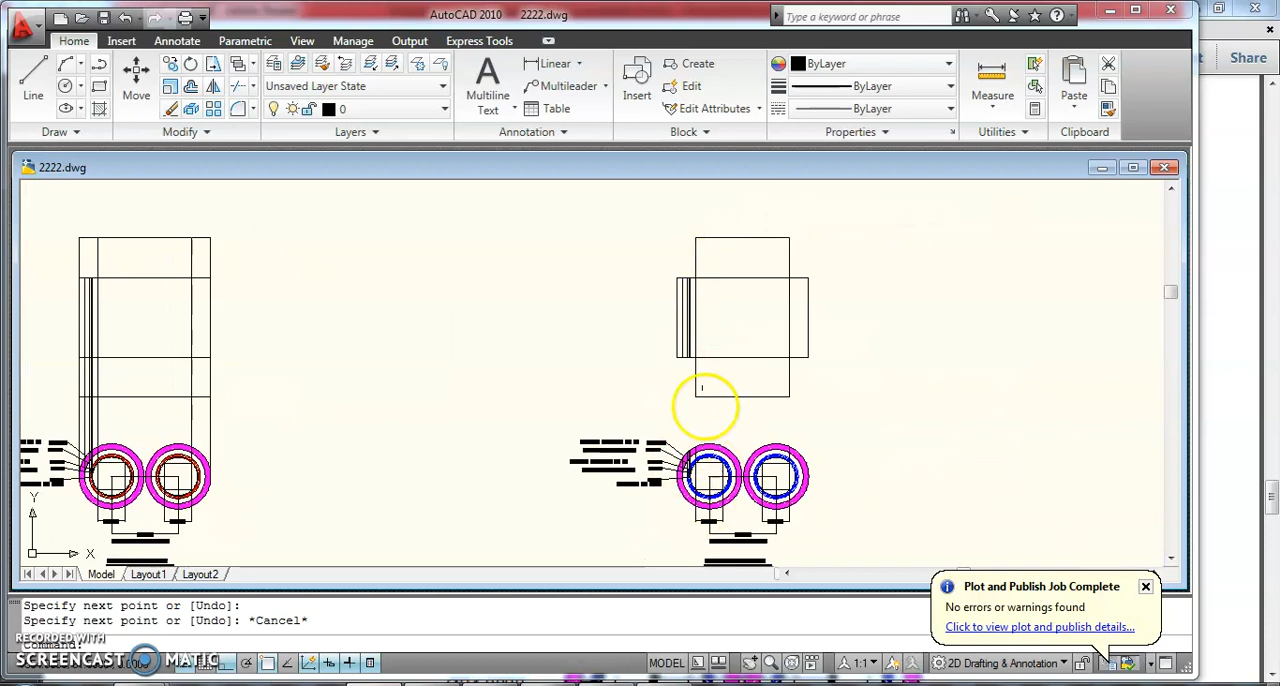 AutoCAD 2010   2222.dwg
Type a keyword or phrase
Home Insert Annotate Parametric View Manage Output Express Tools
Share
Line
Move
Unsaved Layer State
0
Multiline Text
Linear
Multileader
Table
Insert
Create
Edit
Edit Attributes
ByLayer
ByLayer
ByLayer
Measure
Paste
Draw Modify Layers Annotation Block Properties Utilities Clipboard
2222.dwg
Y
X
Model Layout1 Layout2
Plot and Publish Job Complete
No errors or warnings found
Click to view plot and publish details...
Specify next point or [Undo]:
Specify next point or [Undo]: *Cancel*
Command:
RECORDED WITH
SCREENCAST MATIC
MODEL
1:1
2D Drafting & Annotation